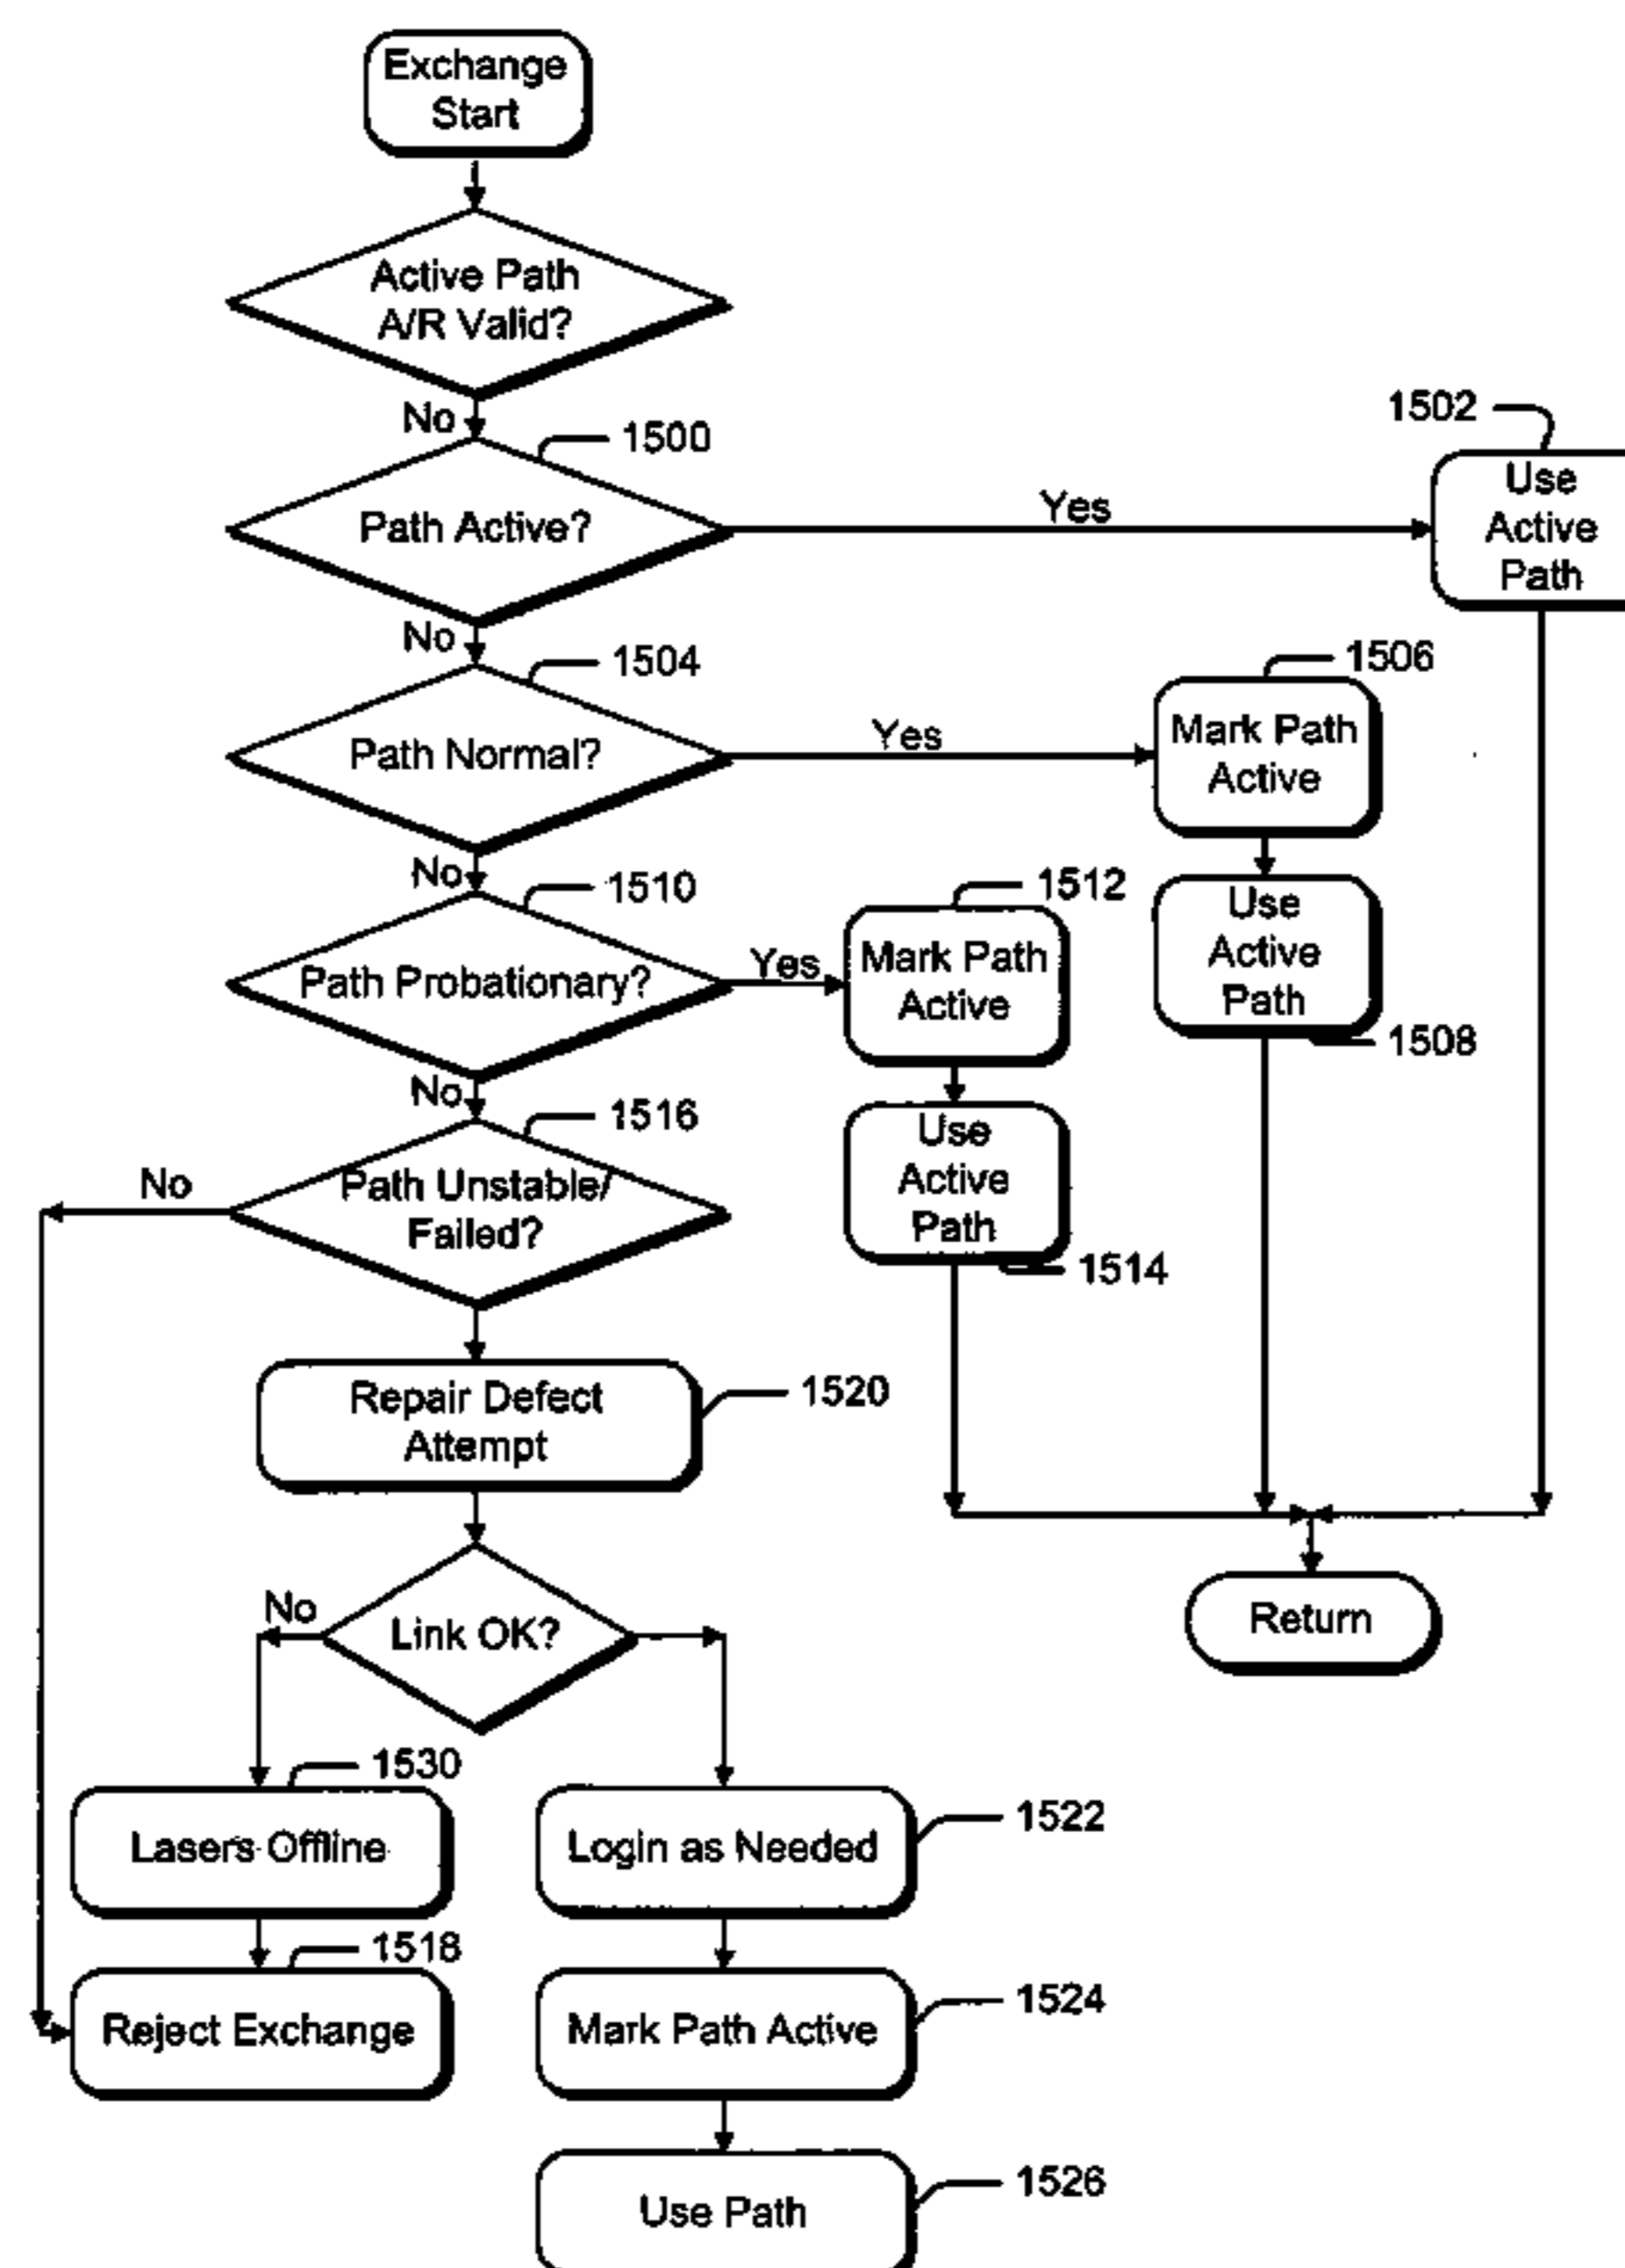 Exchange
Start
Active Path
A/R Valid?
No
1500
1502
Path Active?
Yes
Use
Active
Path
No
1504
1506
Path Normal?
Yes
Mark Path
Active
No
1510
1512
Use
Active
Path
1508
Path Probationary?
Yes
Mark Path
Active
No
1516
Use
Active
Path
1514
No
Path Unstable/
Failed?
Repair Defect
Attempt
1520
No
Link OK?
Return
1530
Lasers Offline
1522
Login as Needed
1518
Reject Exchange
1524
Mark Path Active
1526
Use Path